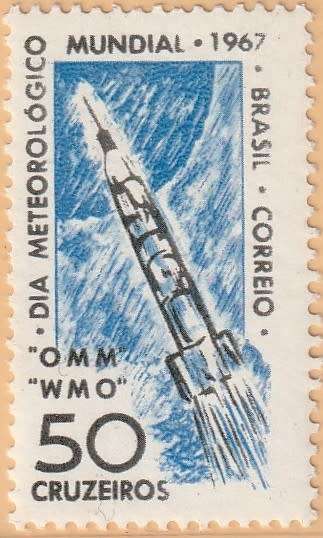 DIA METEOROLÓGICO MUNDIAL • 1967 • BRASIL • CORREIO •
"OMM"
"WMO"
50
CRUZEIROS